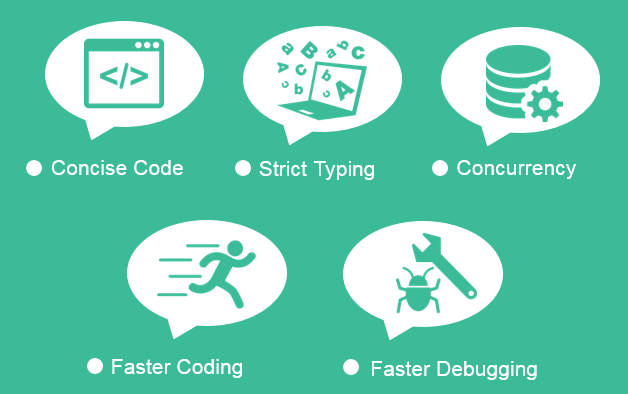 </>
a B a b C
A C b
c b b c A
Concise Code
Strict Typing
Concurrency
Faster Coding
Faster Debugging